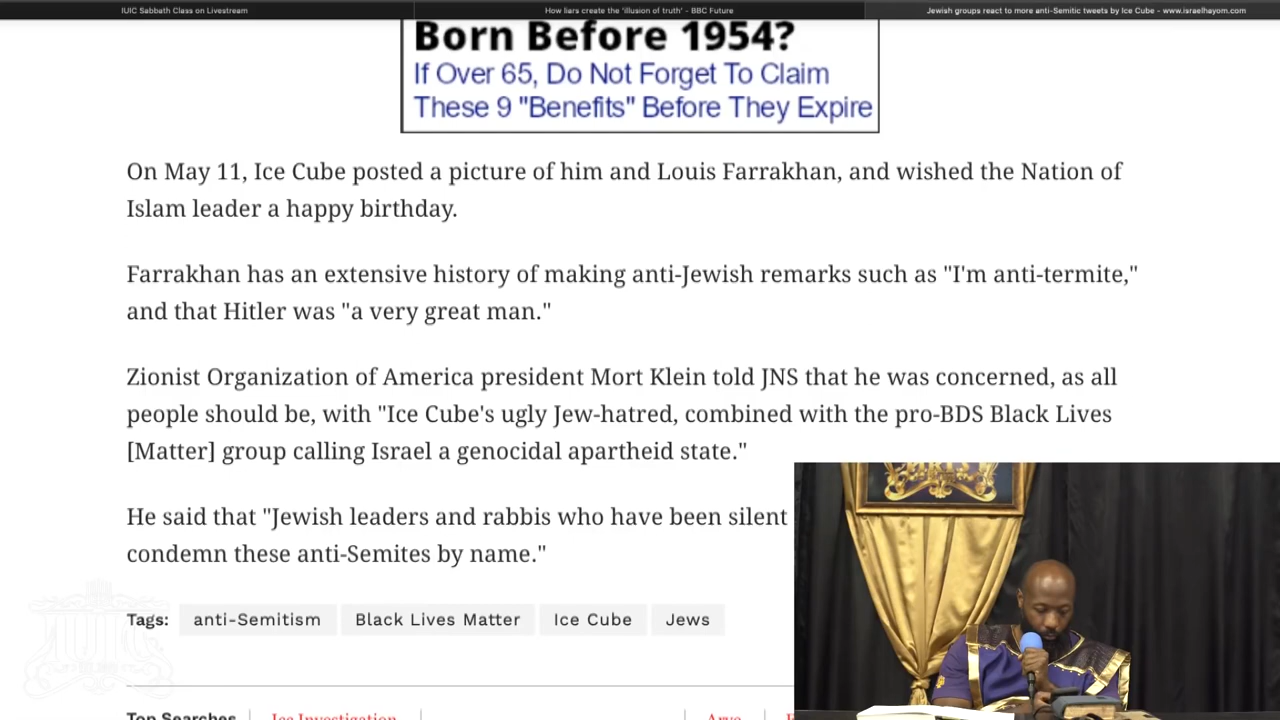 IUIC Sabbath Class on Livestream
How liars create the 'illusion of truth' - BBC Future
Jewish groups react to more anti-Semitic tweets by Ice Cube - www.israelhayom.com
Born Before 1954?
If Over 65, Do Not Forget To Claim
These 9 "Benefits" Before They Expire
On May 11, Ice Cube posted a picture of him and Louis Farrakhan, and wished the Nation of
Islam leader a happy birthday.
Farrakhan has an extensive history of making anti-Jewish remarks such as "I'm anti-termite,"
and that Hitler was "a very great man."
Zionist Organization of America president Mort Klein told JNS that he was concerned, as all
people should be, with "Ice Cube's ugly Jew-hatred, combined with the pro-BDS Black Lives
[Matter] group calling Israel a genocidal apartheid state."
He said that "Jewish leaders and rabbis who have been silent
condemn these anti-Semites by name."
Tags: anti-Semitism Black Lives Matter Ice Cube Jews
IUIC
Top Searches Ice Investigation